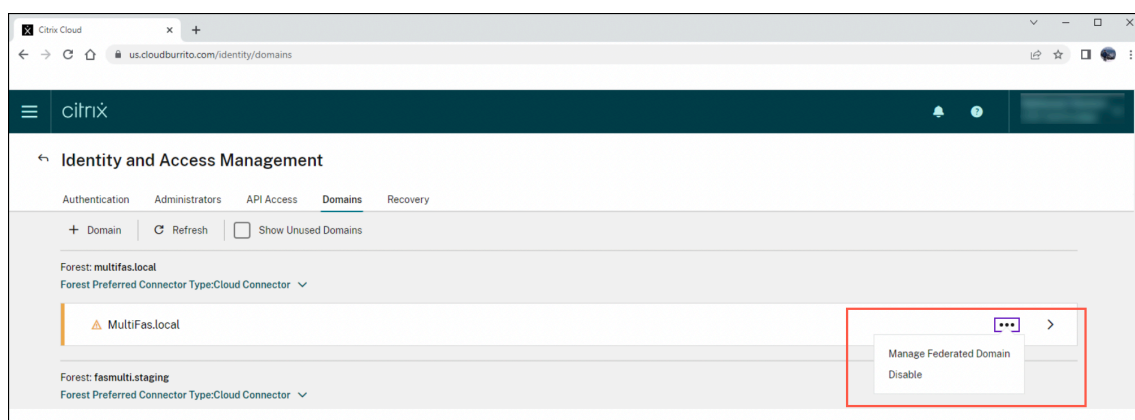 Citrix Cloud
us.cloudburrito.com/identity/domains
citrix
Identity and Access Management
Authentication Administrators API Access Domains Recovery
+ Domain Refresh Show Unused Domains
Forest: multifas.local
Forest Preferred Connector Type:Cloud Connector
MultiFas.local
Manage Federated Domain
Disable
Forest: fasmulti.staging
Forest Preferred Connector Type:Cloud Connector